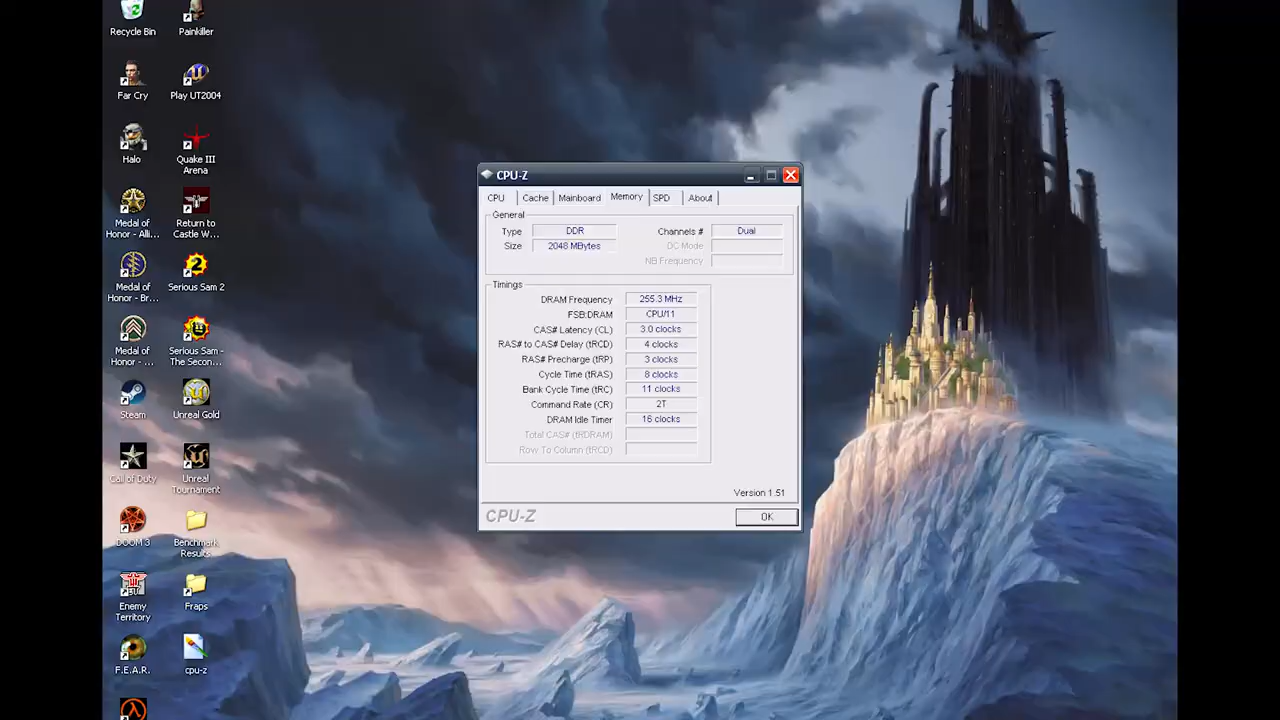 Recycle Bin
Painkiller
Far Cry
Play UT2004
Halo
Quake III
Arena
Medal of
Honor - Alli...
Return to
Castle W...
Medal of
Honor - Br...
Serious Sam 2
Medal of
Honor - ...
Serious Sam -
The Secon...
Steam
Unreal Gold
Call of Duty
Unreal
Tournament
DOOM 3
Benchmark
Results
Enemy
Territory
Fraps
F.E.A.R.
cpu-z
CPU-Z
CPU Cache Mainboard Memory SPD About
General
Type DDR Channels # Dual
Size 2048 MBytes DC Mode
NB Frequency
Timings
DRAM Frequency 255.3 MHz
FSB:DRAM CPU/11
CAS# Latency (CL) 3.0 clocks
RAS# to CAS# Delay (tRCD) 4 clocks
RAS# Precharge (tRP) 3 clocks
Cycle Time (tRAS) 8 clocks
Bank Cycle Time (tRC) 11 clocks
Command Rate (CR) 2T
DRAM Idle Timer 16 clocks
Total CAS# (tRDRAM)
Row To Column (tRCD)
Version 1.51
CPU-Z OK